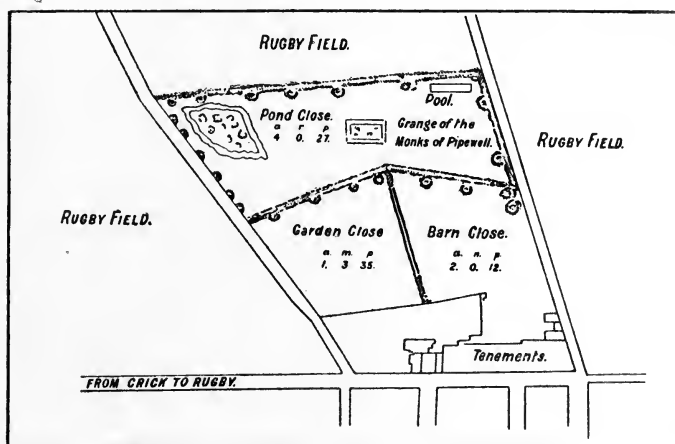 RUGBY FIELD.
Pool.
Pond Close.
a r p
4 0. 27.
Grange of the
Monks of Pipewell.
RUGBY FIELD.
RUGBY FIELD.
Garden Close
a. m. p
1. 3 35.
Barn Close.
a. n. p.
2. 0. 12.
Tenements.
FROM CRICK TO RUGBY.